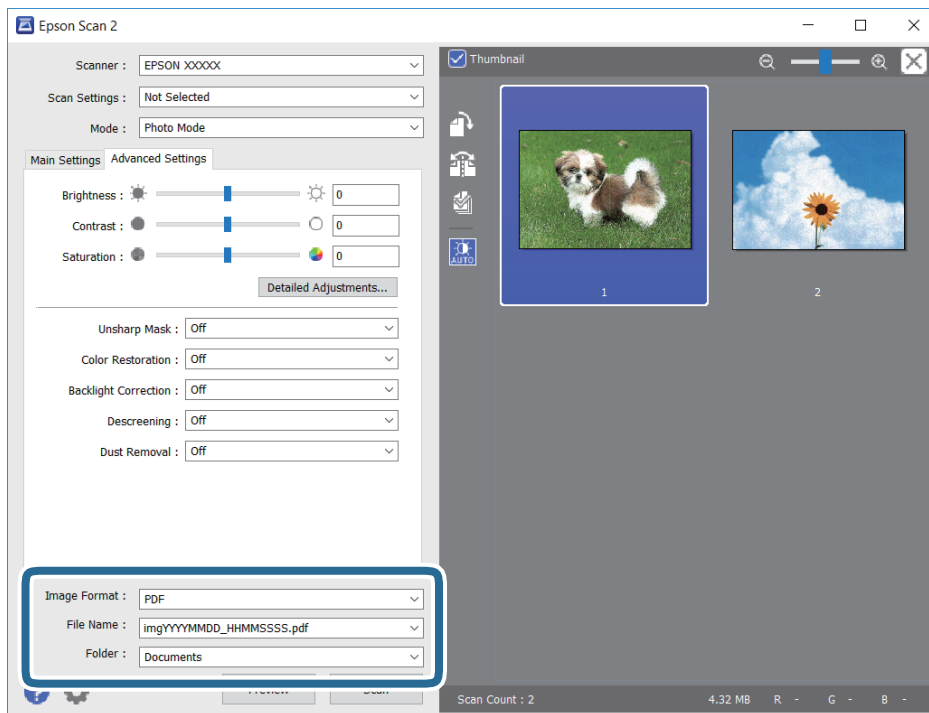 Epson Scan 2
Scanner : EPSON XXXXX
Scan Settings : Not Selected
Mode : Photo Mode
Main Settings Advanced Settings
Brightness : 0
Contrast : 0
Saturation : 0
Detailed Adjustments...
Unsharp Mask : Off
Color Restoration : Off
Backlight Correction : Off
Descreening : Off
Dust Removal : Off
Image Format : PDF
File Name : imgYYYYMMDD_HHMMSSSS.pdf
Folder : Documents
Preview Scan
Thumbnail
AUTO
1 2
Scan Count : 2 4.32 MB R - G - B -